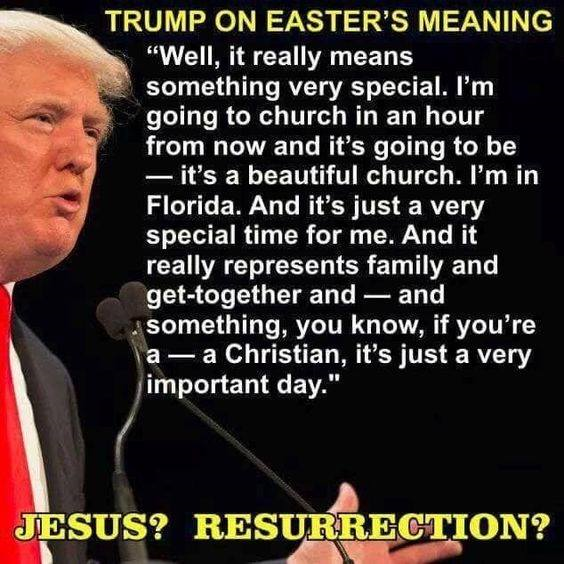 TRUMP ON EASTER'S MEANING
“Well, it really means
something very special. I'm
going to church in an hour
from now and it's going to be
— it's a beautiful church. I'm in
Florida. And it's just a very
special time for me. And it
really represents family and
get-together and — and
something, you know, if you're
a — a Christian, it's just a very
important day."
JESUS? RESURRECTION?